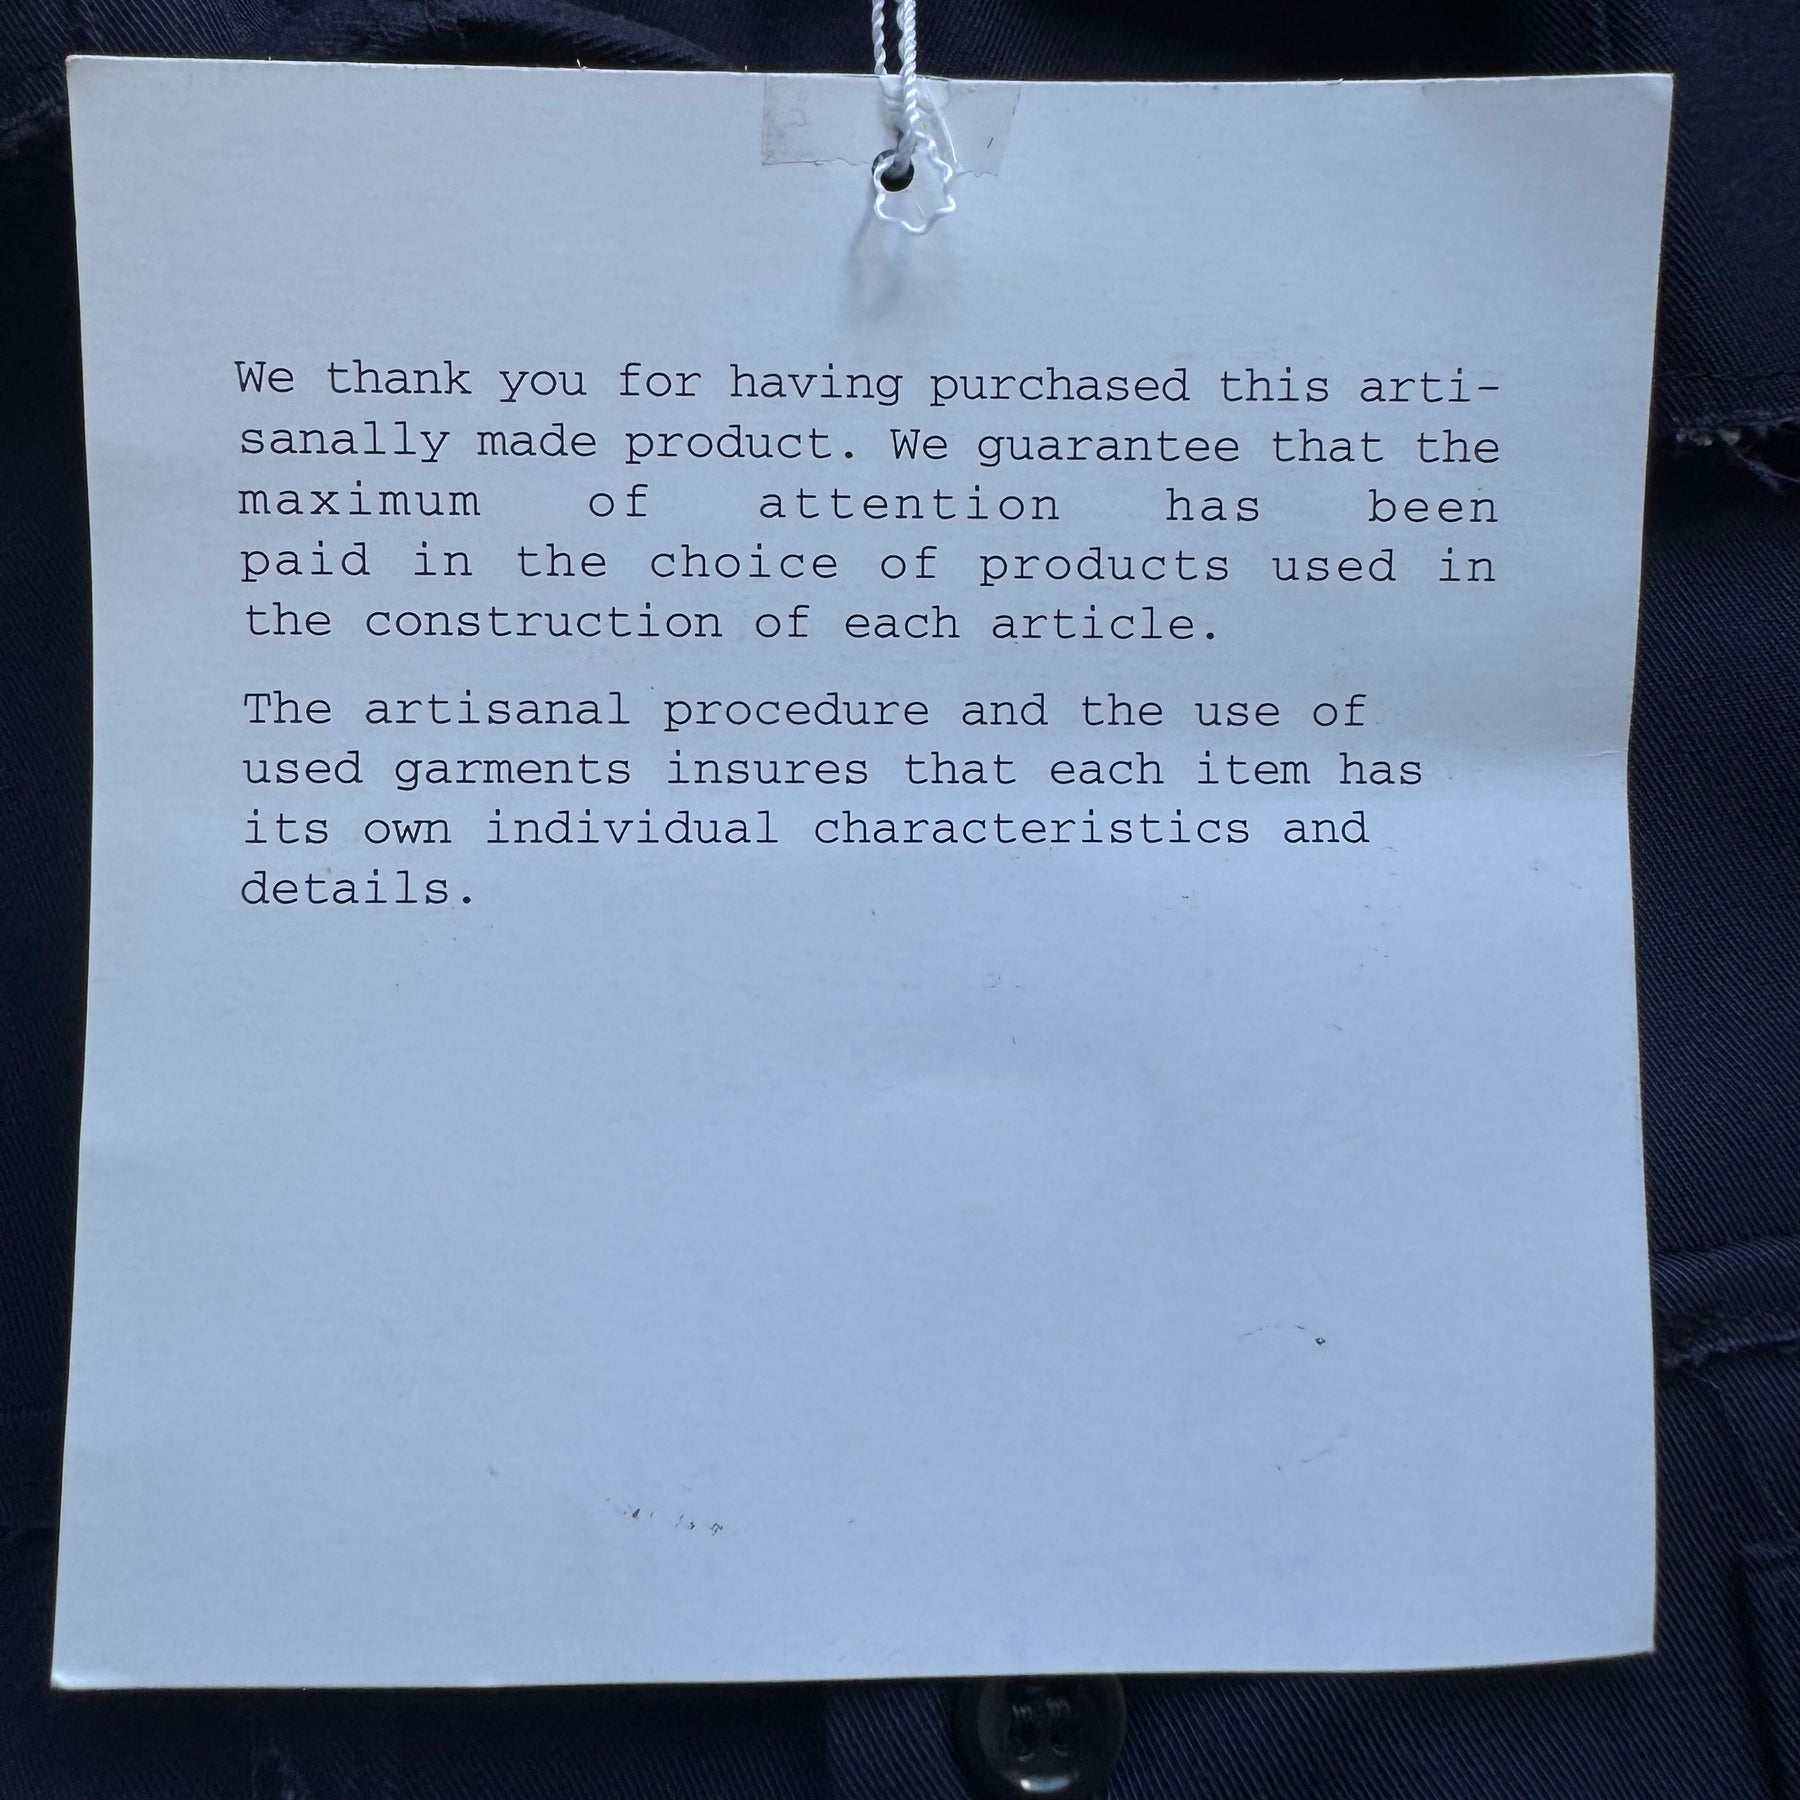 We thank you for having purchased this arti-
sanally made product. We guarantee that the
maximum of attention has been
paid in the choice of products used in
the construction of each article.
The artisanal procedure and the use of
used garments insures that each item has
its own individual characteristics and
details.